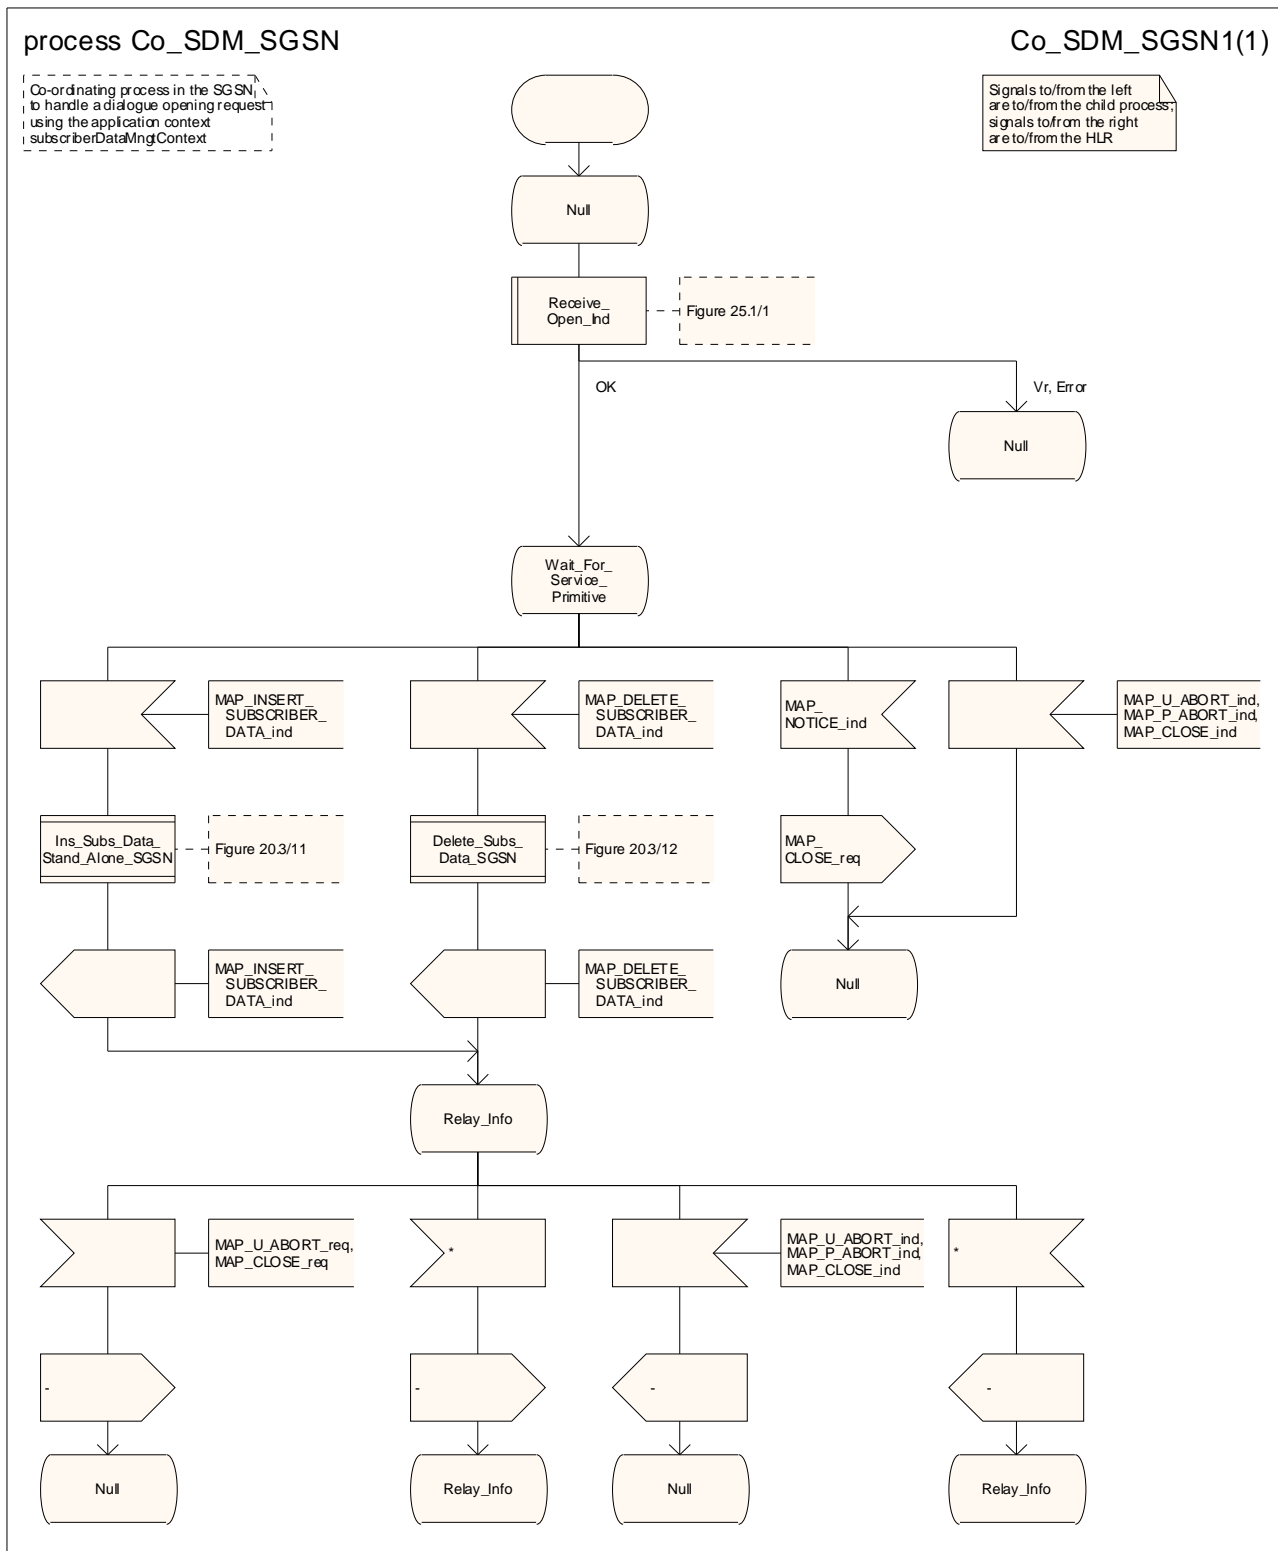 process Co_SDM_SGSN
Co_SDM_SGSN1(1)
Co-ordinating process in the SGSN
to handle a dialogue opening request
using the application context
subscriberDataMngtContext
Signals to/from the left
are to/from the child process;
signals to/from the right
are to/from the HLR
Null
Receive_
Open_Ind
Figure 25.1/1
OK
Vr, Error
Null
Wait_For_
Service_
Primitive
MAP_INSERT_
SUBSCRIBER_
DATA_ind
MAP_DELETE_
SUBSCRIBER_
DATA_ind
MAP_
NOTICE_ind
MAP_U_ABORT_ind,
MAP_P_ABORT_ind,
MAP_CLOSE_ind
Ins_Subs_Data_
Stand_Alone_SGSN
Figure 20.3/11
Delete_Subs_
Data_SGSN
Figure 20.3/12
MAP_
CLOSE_req
MAP_INSERT_
SUBSCRIBER_
DATA_ind
MAP_DELETE_
SUBSCRIBER_
DATA_ind
Null
Relay_Info
MAP_U_ABORT_req,
MAP_CLOSE_req
*
MAP_U_ABORT_ind,
MAP_P_ABORT_ind,
MAP_CLOSE_ind
*
-
-
-
-
Null
Relay_Info
Null
Relay_Info